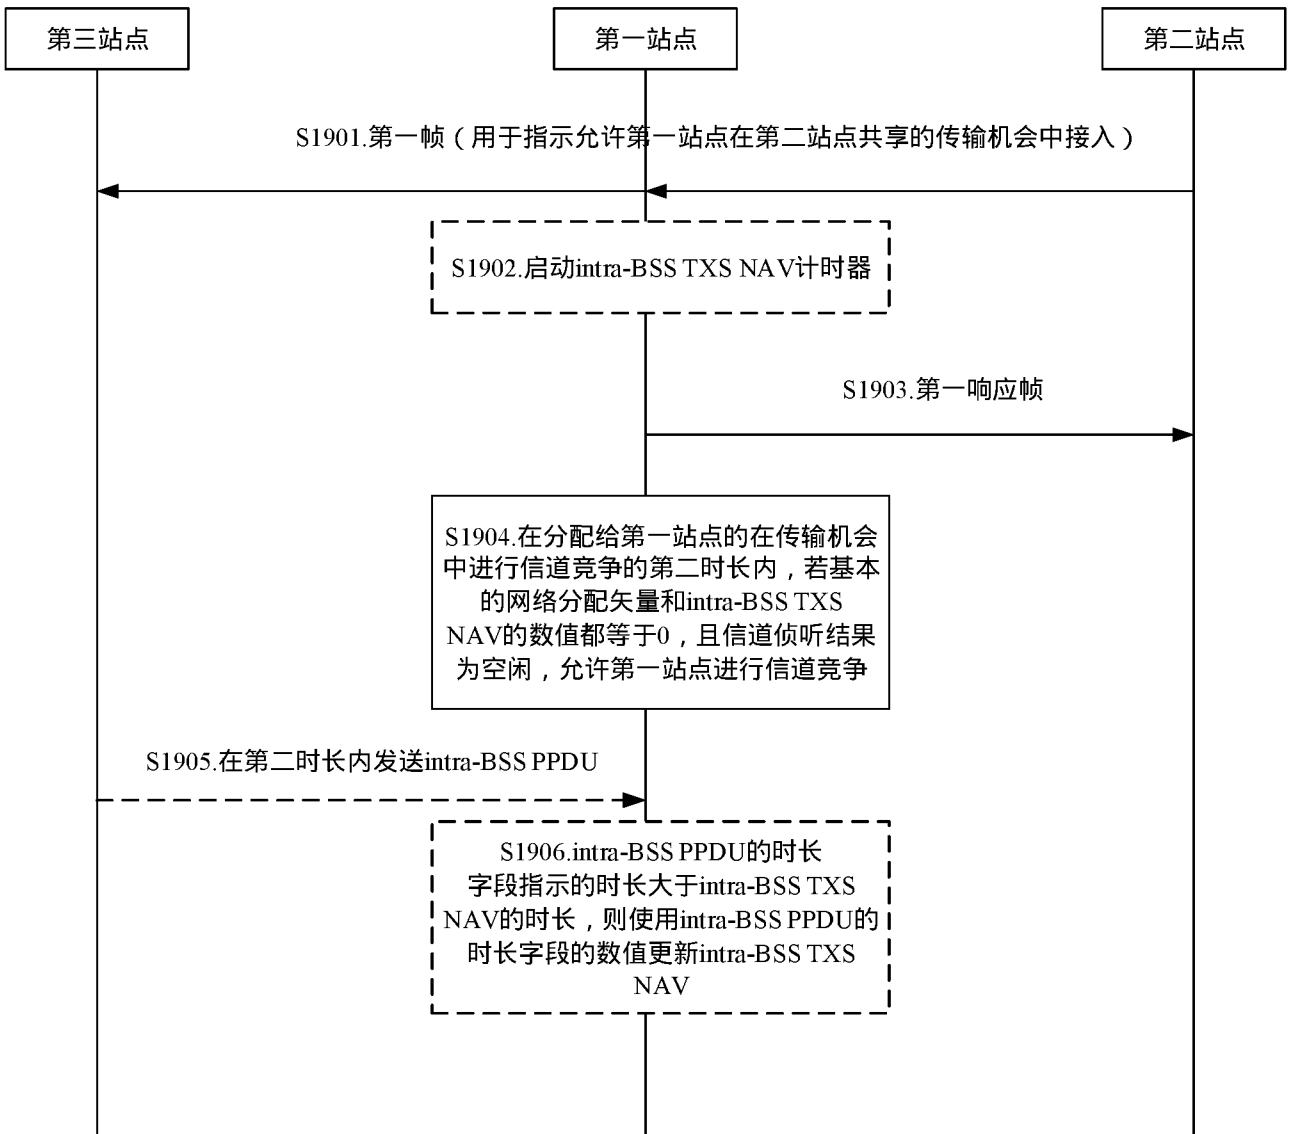 第三站点
第一站点
第二站点
S1901.第一帧（用于指示允许第一站点在第二站点共享的传输机会中接入）
S1902.启动intra-BSS TXS NAV计时器
S1903.第一响应帧
S1904.在分配给第一站点的在传输机会
中进行信道竞争的第二时长内，若基本
的网络分配矢量和intra-BSS TXS
NAV的数值都等于0，且信道侦听结果
为空闲，允许第一站点进行信道竞争
S1905.在第二时长内发送intra-BSS PPDU
S1906.intra-BSS PPDU的时长
字段指示的时长大于intra-BSS TXS
NAV的时长，则使用intra-BSS PPDU的
时长字段的数值更新intra-BSS TXS
NAV